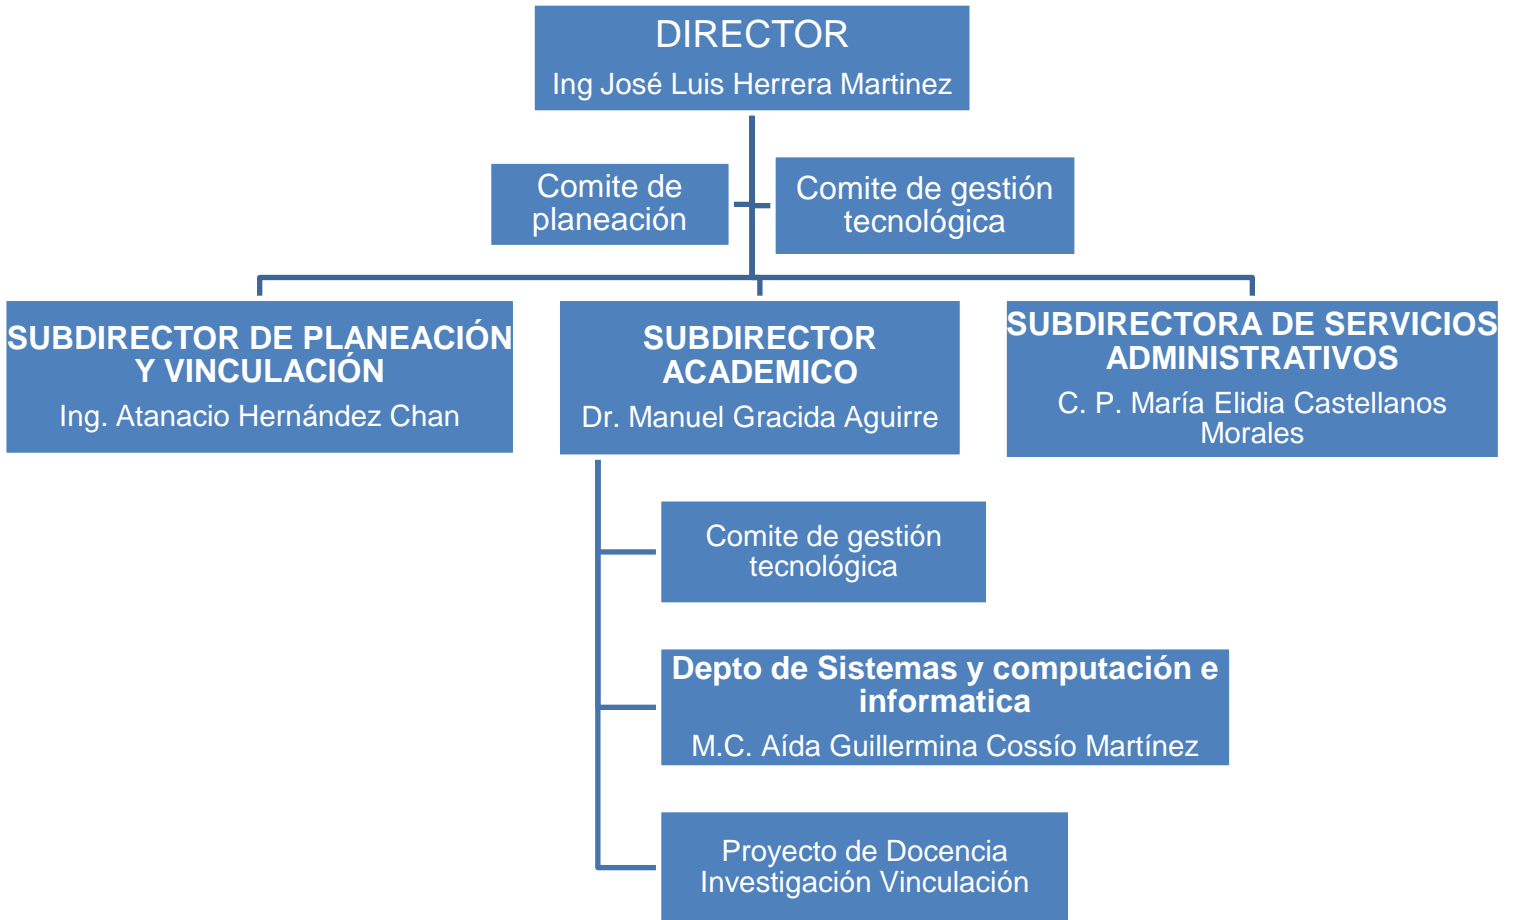 DIRECTOR
Ing José Luis Herrera Martinez
Comite de
planeación
Comite de gestión
tecnológica
SUBDIRECTOR DE PLANEACIÓN
Y VINCULACIÓN
Ing. Atanacio Hernández Chan
SUBDIRECTOR
ACADEMICO
Dr. Manuel Gracida Aguirre
SUBDIRECTORA DE SERVICIOS
ADMINISTRATIVOS
C. P. María Elidia Castellanos
Morales
Comite de gestión
tecnológica
Depto de Sistemas y computación e
informatica
M.C. Aída Guillermina Cossío Martínez
Proyecto de Docencia
Investigación Vinculación